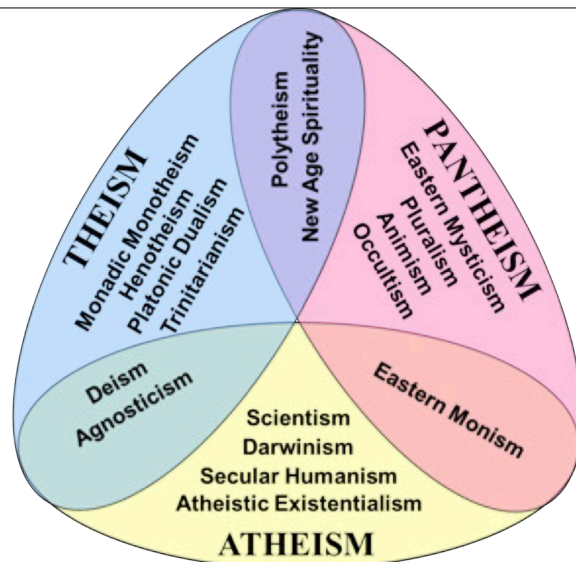 Polytheism
New Age Spirituality
THEISM
Monadic Monotheism
Henotheism
Platonic Dualism
Trinitarianism
PANTHEISM
Eastern Mysticism
Pluralism
Animism
Occultism
Deism
Agnosticism
Eastern Monism
Scientism
Darwinism
Secular Humanism
Atheistic Existentialism
ATHEISM